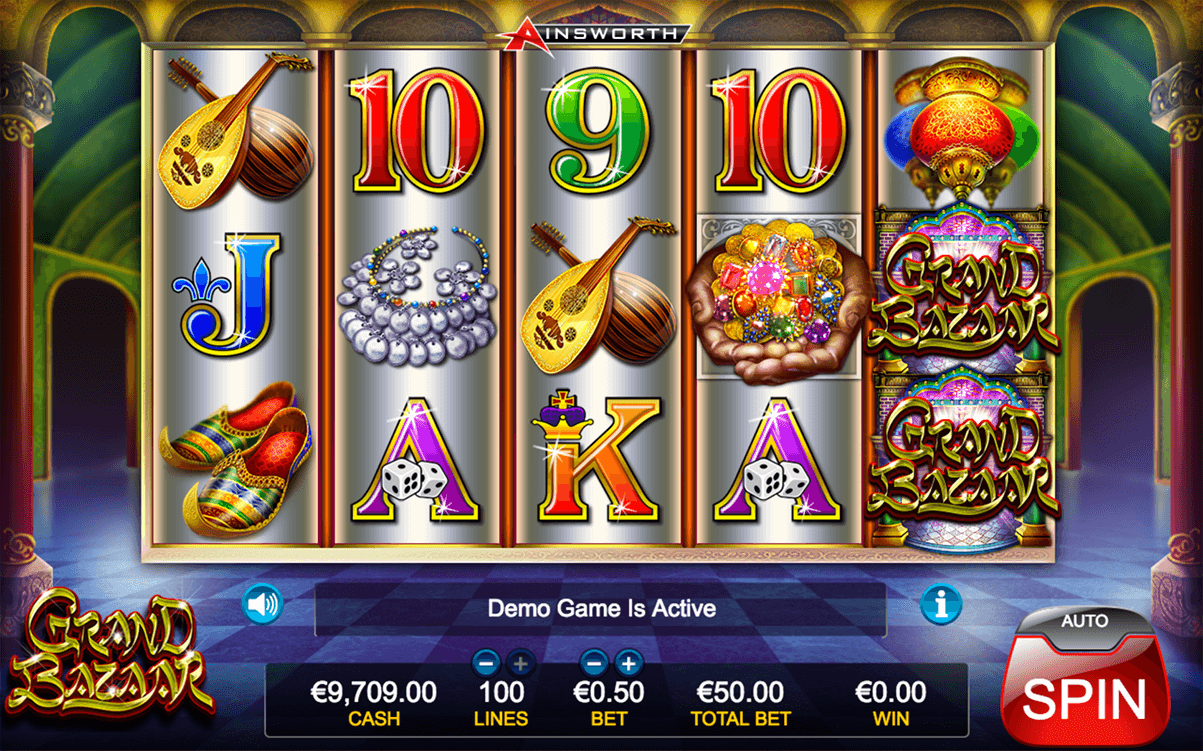 AINSWORTH
10 9 10
J GRAND
BAZAAR
A K A GRAND
BAZAAR
GRAND
BAZAAR
Demo Game Is Active
AUTO
SPIN
€9,709.00 100 €0.50 €50.00 €0.00
CASH LINES BET TOTAL BET WIN